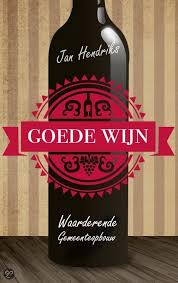 Jan Hendriks
GOEDE WIJN
Waarderende
Gemeenteopbouw